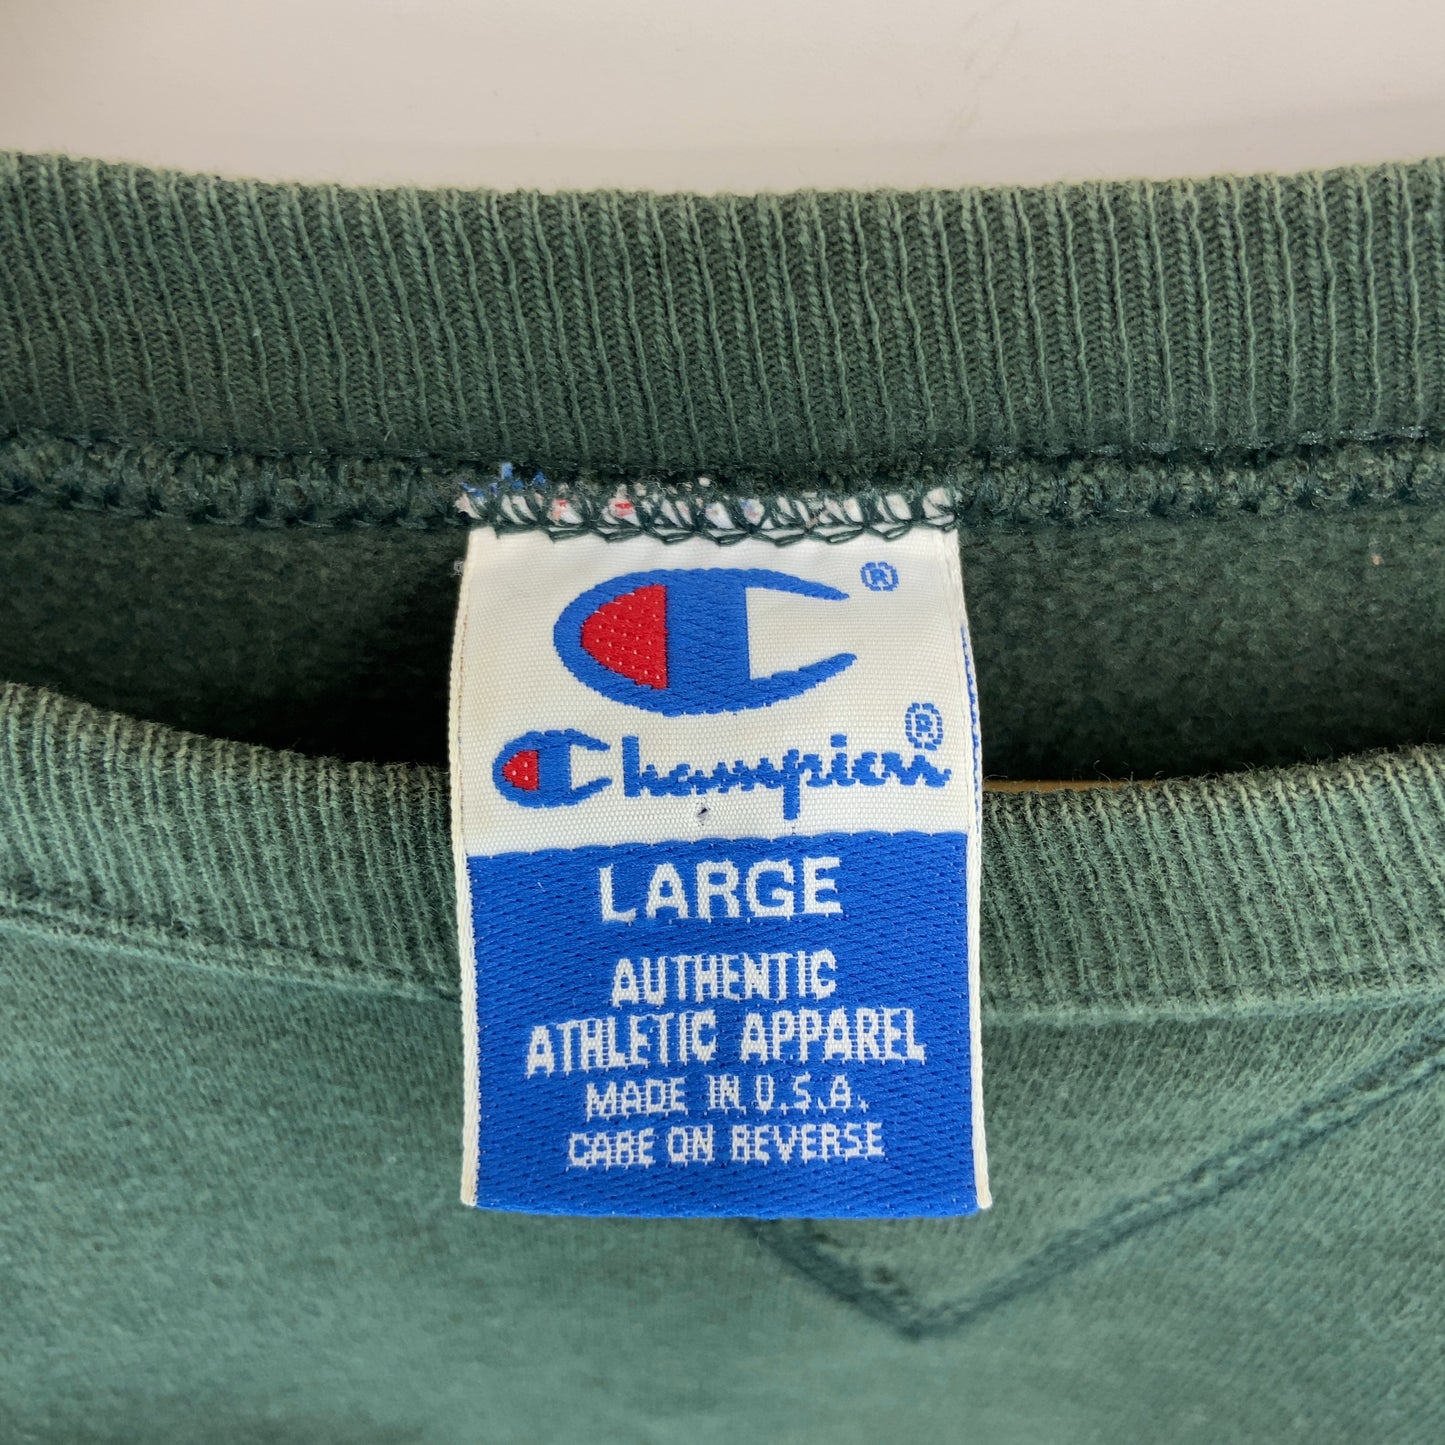 ®
Champion®
LARGE
AUTHENTIC
ATHLETIC APPAREL
MADE IN U.S.A.
CARE ON REVERSE